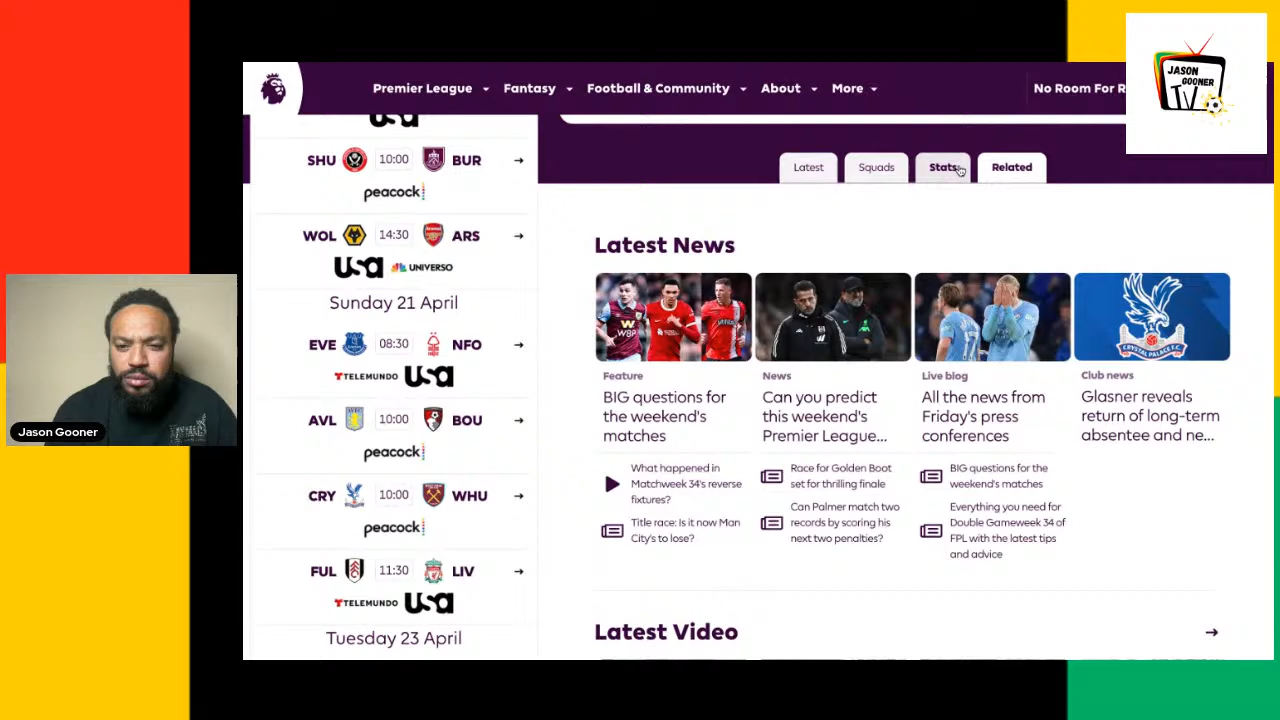 JASON
GOONER
TV
Premier League
Fantasy
Football & Community
About
More
No Room For R
usa
SHU 10:00 BUR
peacock
WOL 14:30 ARS
usa UNIVERSO
Sunday 21 April
EVE 08:30 NFO
TELEMUNDO usa
AVL 10:00 BOU
peacock
CRY 10:00 WHU
peacock
FUL 11:30 LIV
TELEMUNDO usa
Tuesday 23 April
Latest
Squads
Stats
Related
Latest News
CRYSTAL PALACE F.C.
Feature
BIG questions for
the weekend's
matches
What happened in
Matchweek 34's reverse
fixtures?
Title race: Is it now Man
City's to lose?
News
Can you predict
this weekend's
Premier League...
Race for Golden Boot
set for thrilling finale
Can Palmer match two
records by scoring his
next two penalties?
Live blog
All the news from
Friday's press
conferences
BIG questions for the
weekend's matches
Everything you need for
Double Gameweek 34 of
FPL with the latest tips
and advice
Club news
Glasner reveals
return of long-term
absentee and ne...
Latest Video
Jason Gooner